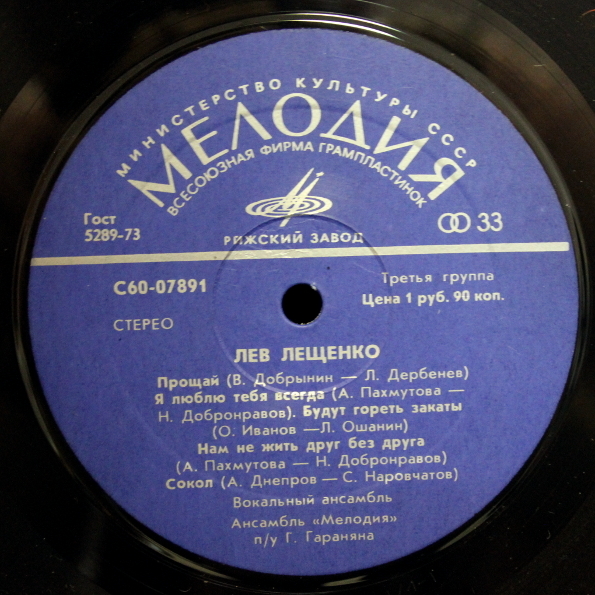 МИНИСТЕРСТВО КУЛЬТУРЫ СССР
МЕЛОДИЯ
ВСЕСОЮЗНАЯ ФИРМА ГРАМПЛАСТИНОК
Гост
5289-73
33
РИЖСКИЙ ЗАВОД
С60-07891
Третья группа
Цена 1 руб. 90 коп.
СТЕРЕО
ЛЕВ ЛЕЩЕНКО
Прощай (В. Добрынин — Л. Дербенев)
Я люблю тебя всегда (А. Пахмутова —
Н. Добронравов). Будут гореть закаты
(О. Иванов —Л. Ошанин)
Нам не жить друг без друга
(А. Пахмутова — Н. Добронравов)
Сокол (А. Днепров — С. Наровчатов)
Вокальный ансамбль
Ансамбль «Мелодия»
п/у Г. Гараняна